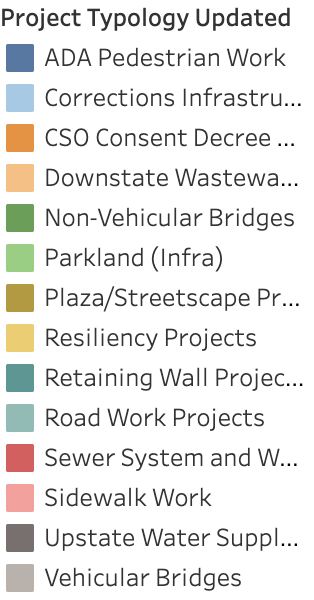 Project Typology Updated
ADA Pedestrian Work
Corrections Infrastru...
CSO Consent Decree ...
Downstate Wastewa...
Non-Vehicular Bridges
Parkland (Infra)
Plaza/Streetscape Pr...
Resiliency Projects
Retaining Wall Projec...
Road Work Projects
Sewer System and W...
Sidewalk Work
Upstate Water Suppl...
Vehicular Bridges